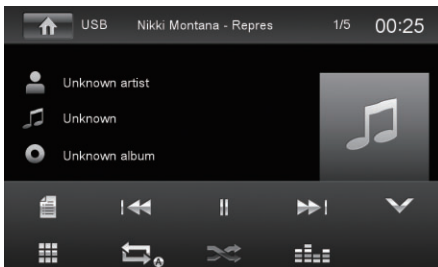 USB Nikki Montana - Repres 1/5 00:25
Unknown artist
Unknown
Unknown album